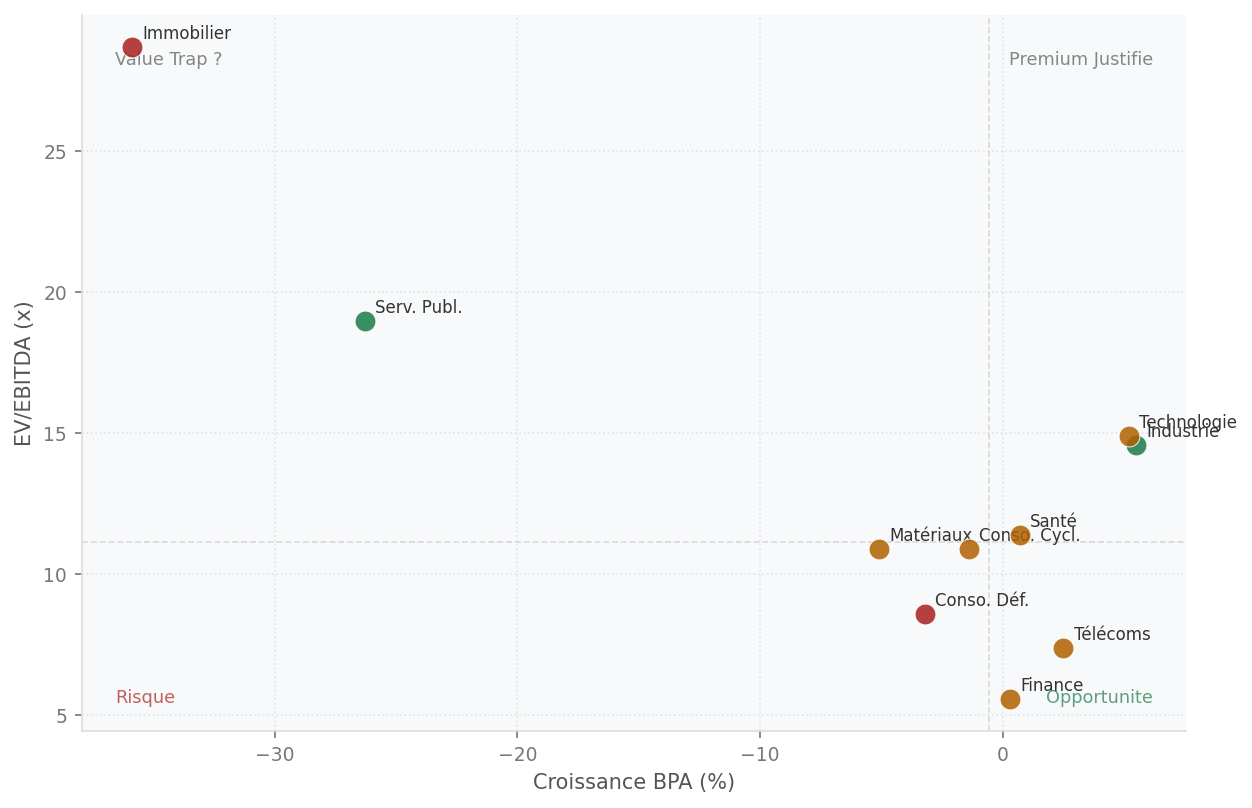 Immobilier
Value Trap ?
Premium Justifie
25
20
Serv. Publ.
EV/EBITDA (x)
15
Technologie
Industrie
Santé
Matériaux
Conso. Cycl.
10
Conso. Déf.
Télécoms
Finance
Risque
Opportunite
5
−30
−20
−10
0
Croissance BPA (%)